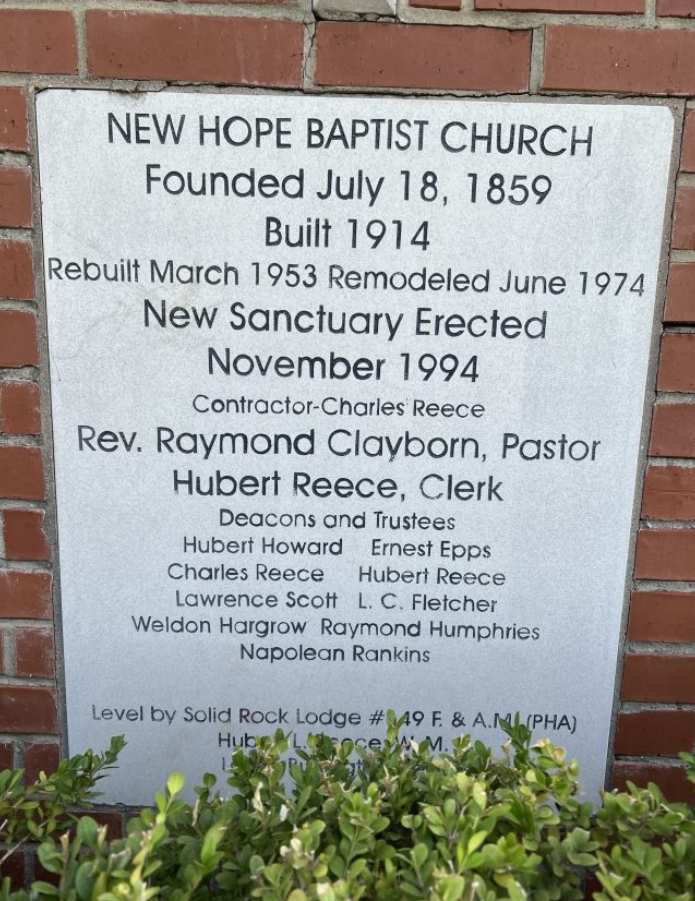 NEW HOPE BAPTIST CHURCH
Founded July 18, 1859
Built 1914
Rebuilt March 1953 Remodeled June 1974
New Sanctuary Erected
November 1994
Contractor-Charles Reece
Rev. Raymond Clayborn, Pastor
Hubert Reece, Clerk
Deacons and Trustees
Hubert Howard Ernest Epps
Charles Reece Hubert Reece
Lawrence Scott L. C. Fletcher
Weldon Hargrow Raymond Humphries
Napolean Rankins
Level by Solid Rock Lodge F. & A.M. (PHA)